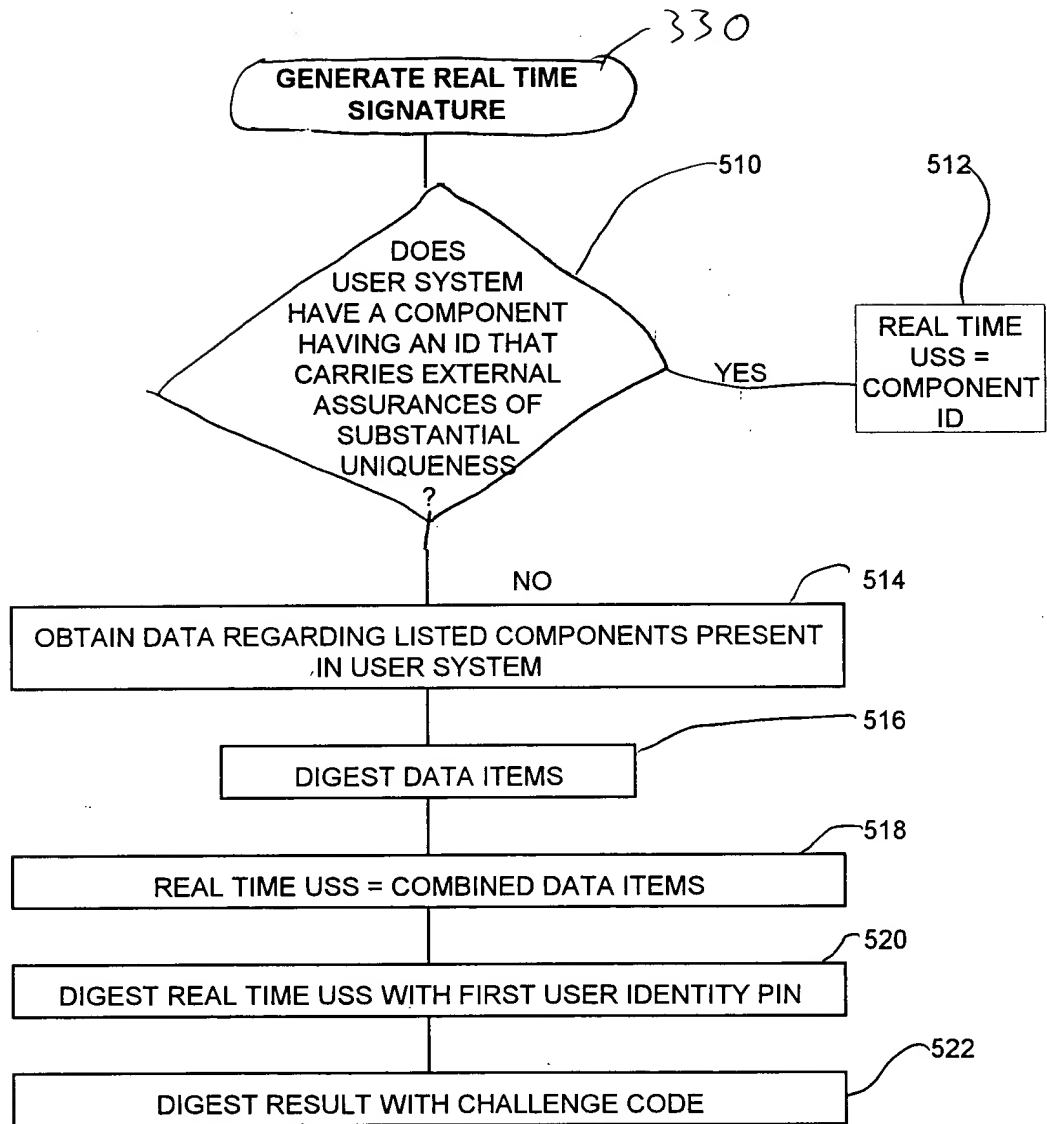 330
GENERATE REAL TIME
SIGNATURE
510
512
DOES
USER SYSTEM
HAVE A COMPONENT
HAVING AN ID THAT
CARRIES EXTERNAL
ASSURANCES OF
SUBSTANTIAL
UNIQUENESS
?
YES
REAL TIME
USS =
COMPONENT
ID
NO
514
OBTAIN DATA REGARDING LISTED COMPONENTS PRESENT
IN USER SYSTEM
516
DIGEST DATA ITEMS
518
REAL TIME USS = COMBINED DATA ITEMS
520
DIGEST REAL TIME USS WITH FIRST USER IDENTITY PIN
522
DIGEST RESULT WITH CHALLENGE CODE